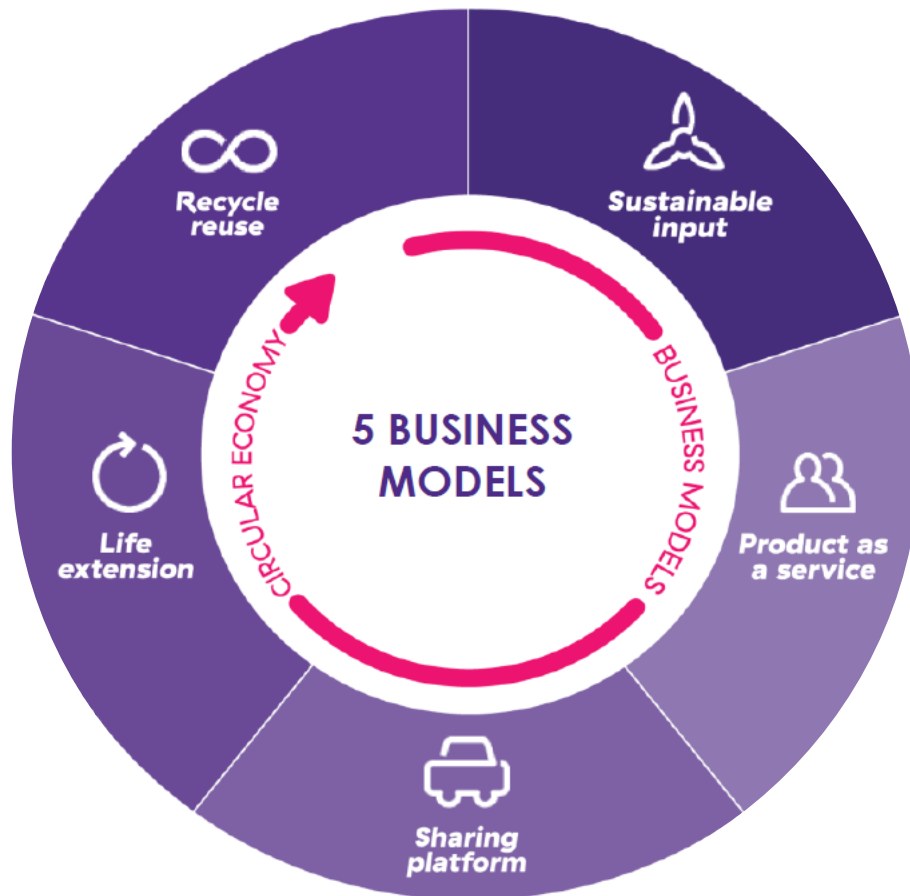 Recycle
reuse
Sustainable
input
CIRCULAR ECONOMY
BUSINESS MODELS
5 BUSINESS
MODELS
Life
extension
Product as
a service
Sharing
platform